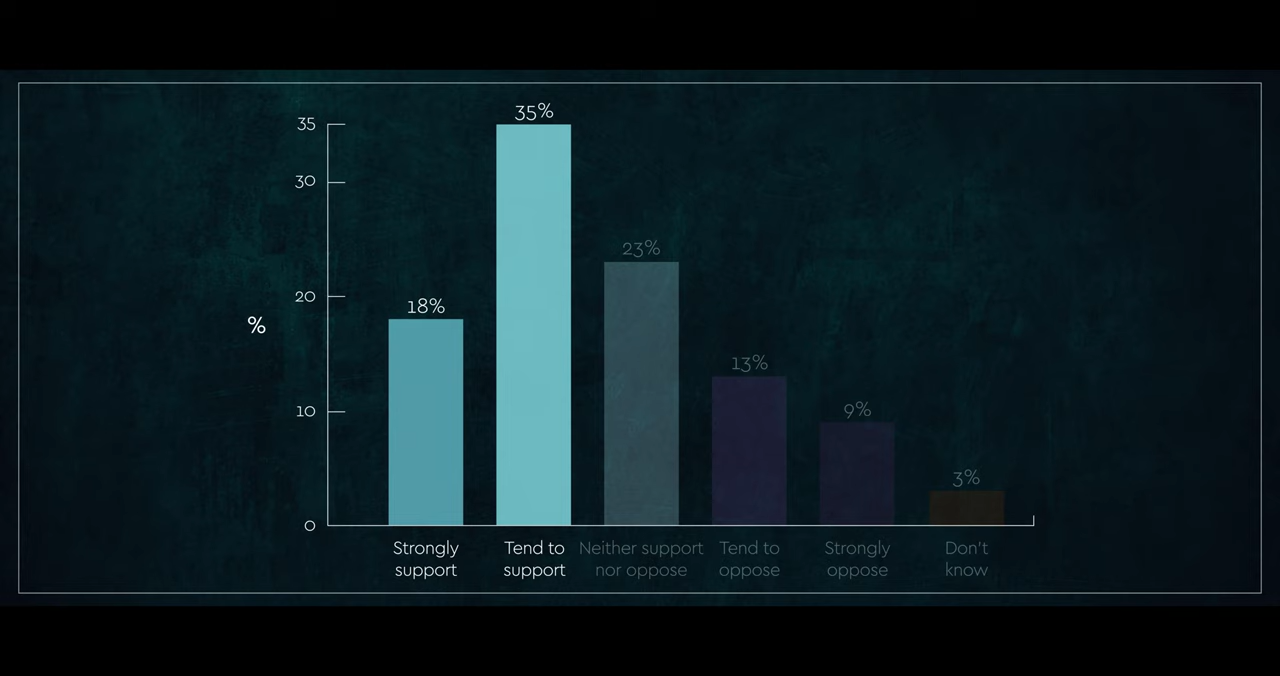 %
35
30
20
10
0
18%
35%
23%
13%
9%
3%
Strongly
support
Tend to
support
Neither support
nor oppose
Tend to
oppose
Strongly
oppose
Don't
know